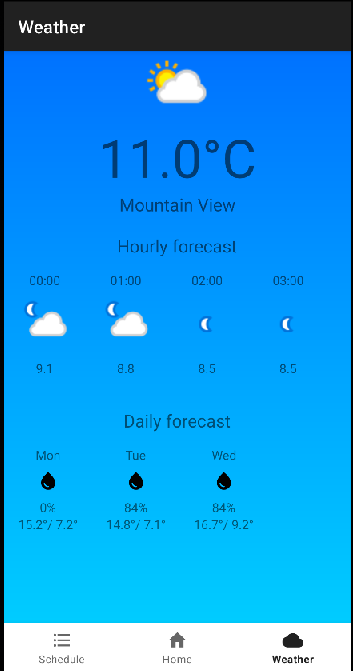 Weather
11.0°C
Mountain View
Hourly forecast
00:00 01:00 02:00 03:00
9.1 8.8 8.5 8.5
Daily forecast
Mon Tue Wed
0% 84% 84%
15.2°/ 7.2° 14.8°/ 7.1° 16.7°/ 9.2°
Schedule Home Weather